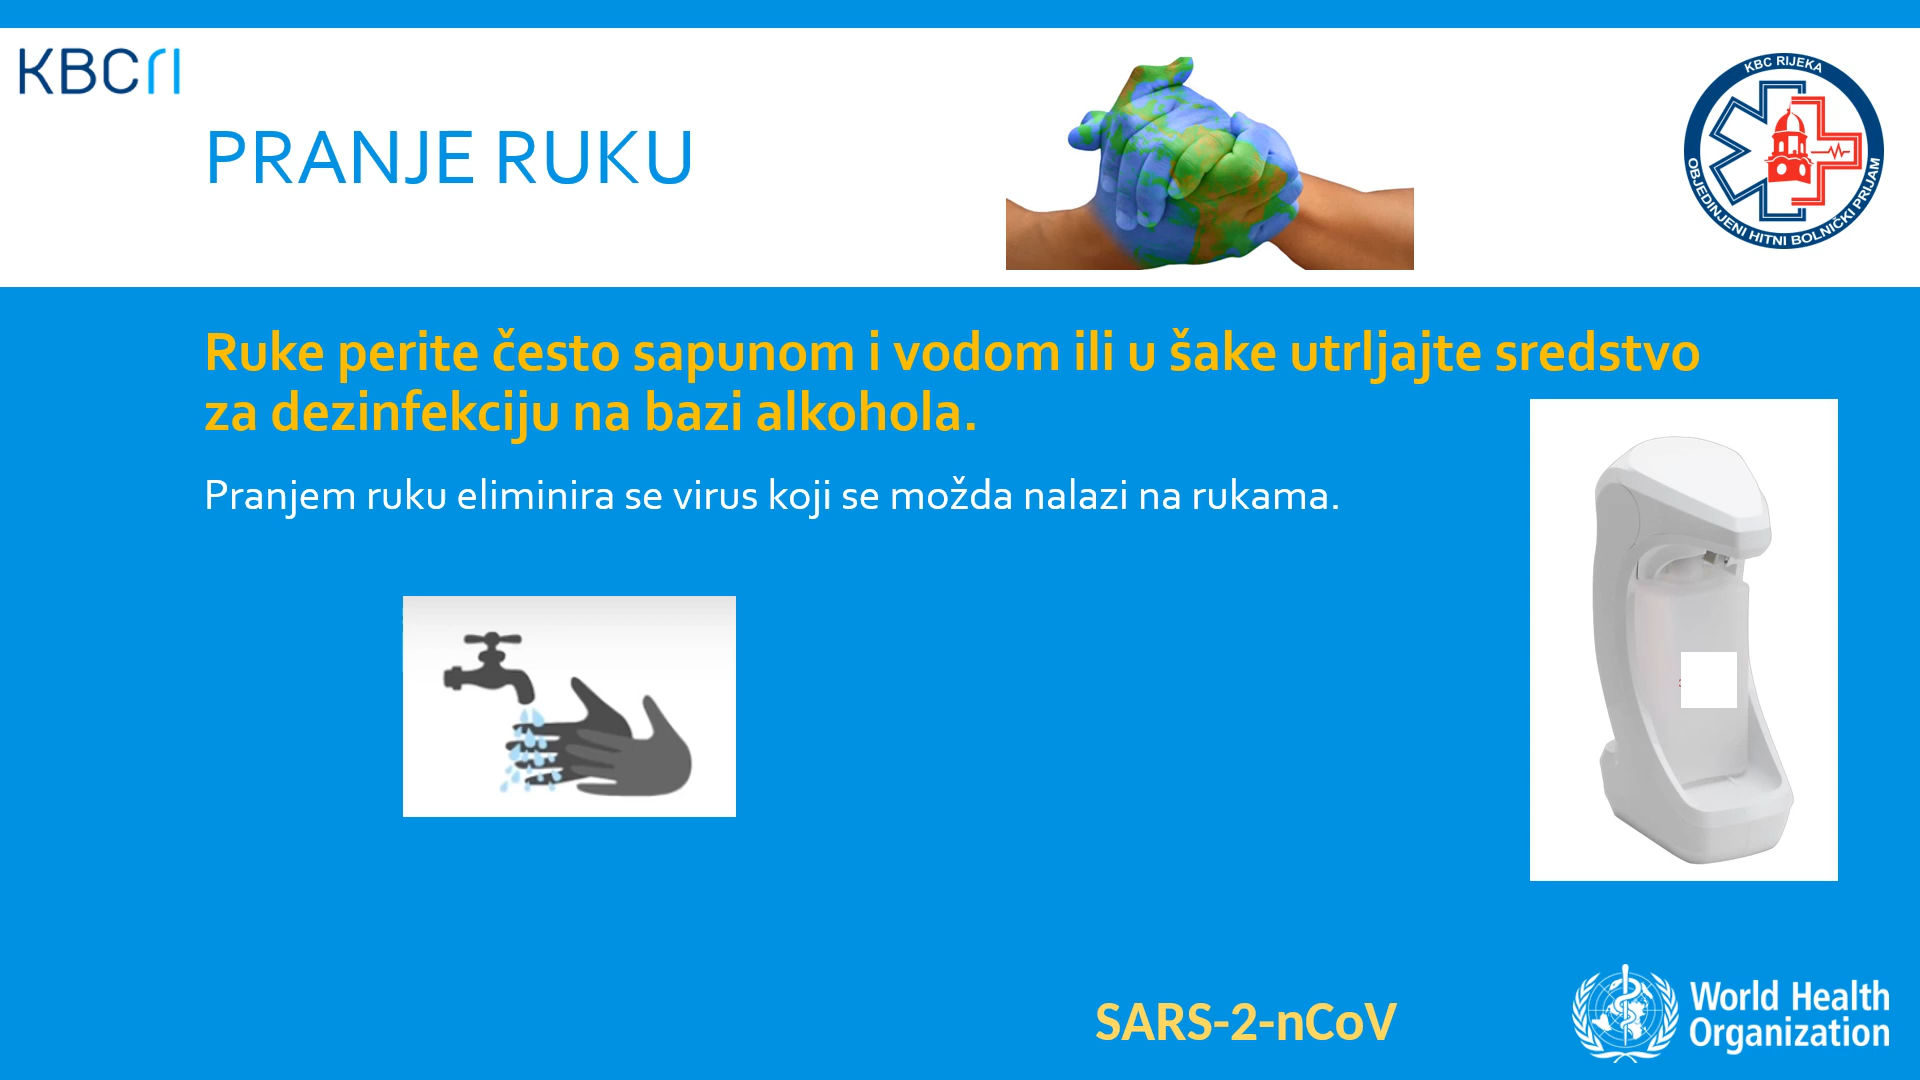 KBCri
KBC RIJEKA
OBJEDINJENI HITNI BOLNIČKI PRIJAM
PRANJE RUKU
Ruke perite često sapunom i vodom ili u šake utrljajte sredstvo
za dezinfekciju na bazi alkohola.
Pranjem ruku eliminira se virus koji se možda nalazi na rukama.
SARS-2-nCoV
World Health
Organization